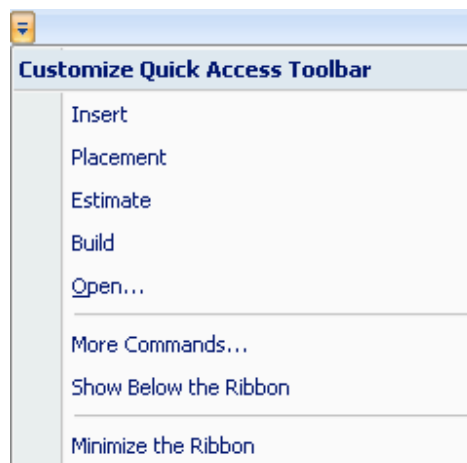 Customize Quick Access Toolbar
Insert
Placement
Estimate
Build
Open...
More Commands...
Show Below the Ribbon
Minimize the Ribbon